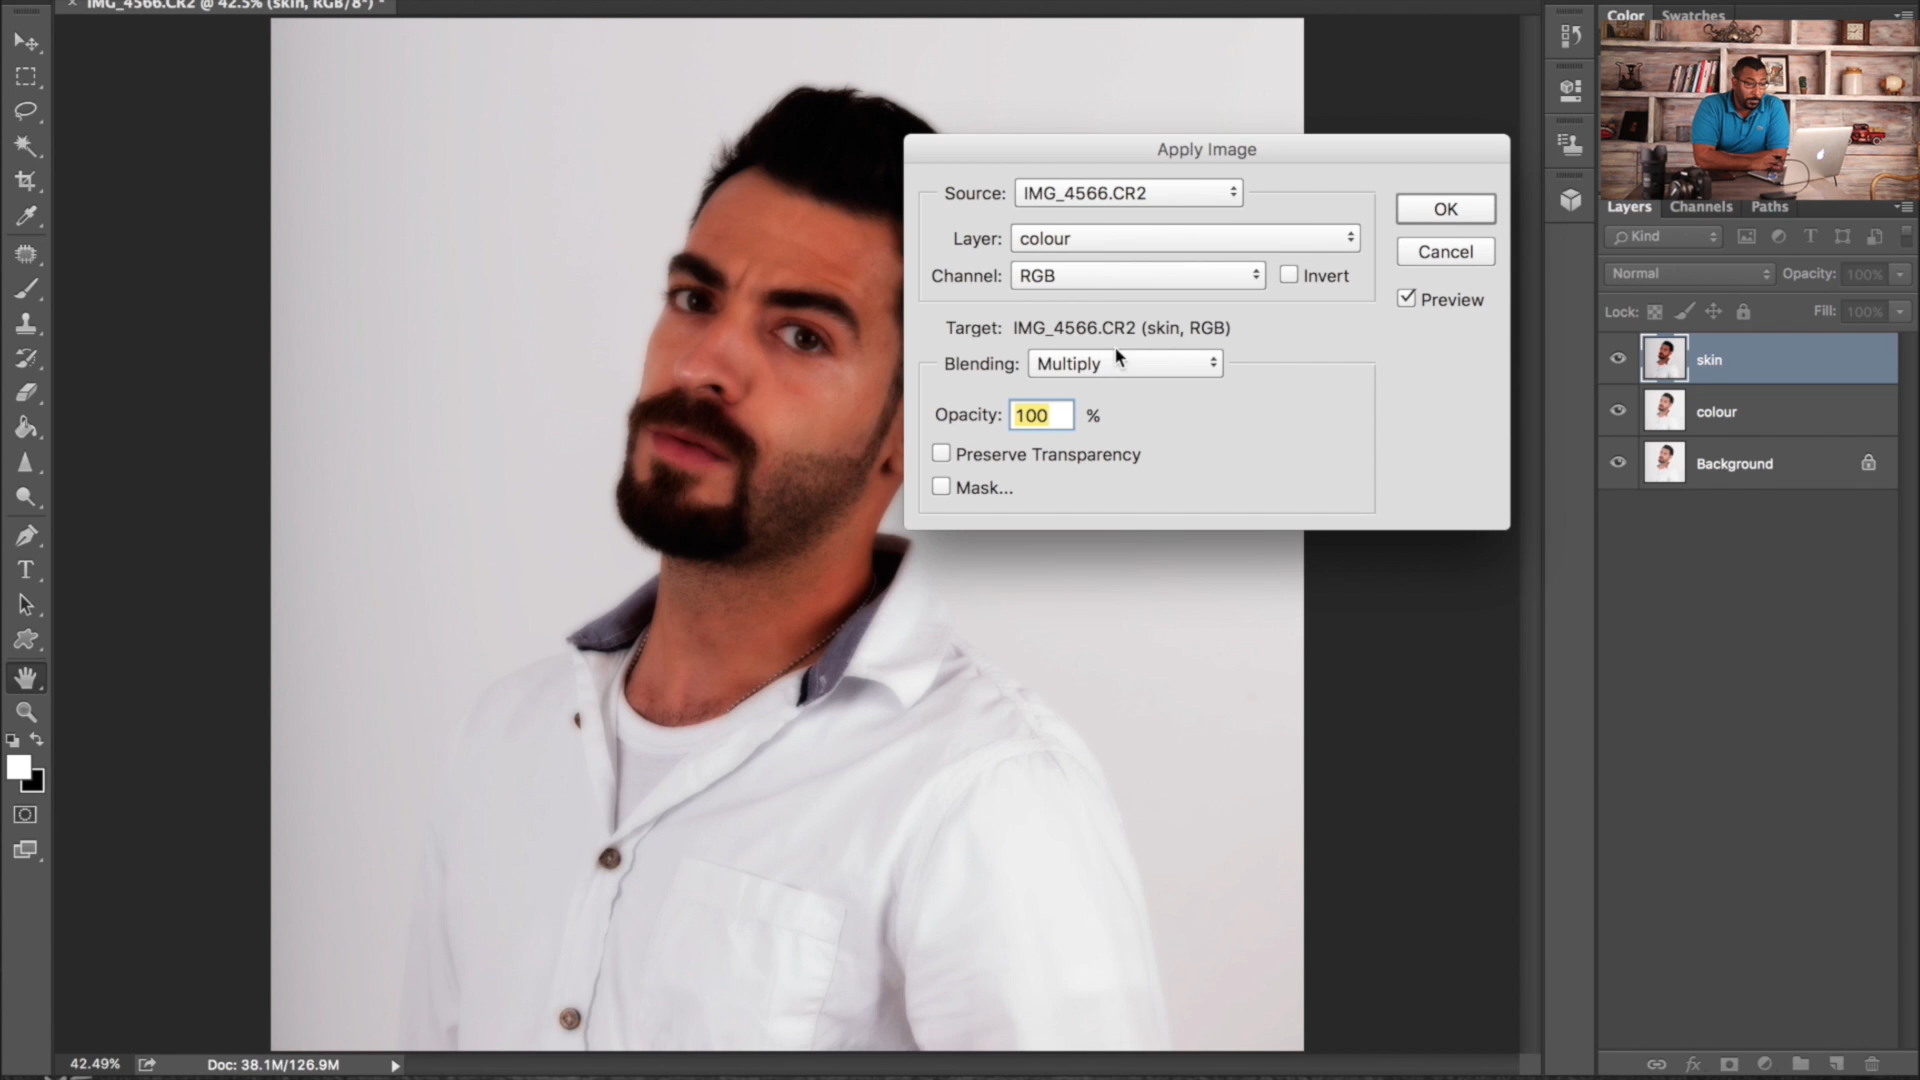 IMG_4566.CR2 @ 42.5% (skin, RGB/8*) *
Color Swatches
Apply Image
Source: IMG_4566.CR2
OK
Layer: colour
Cancel
Channel: RGB
Invert
Preview
Target: IMG_4566.CR2 (skin, RGB)
Blending: Multiply
Opacity: 100 %
Preserve Transparency
Mask...
Layers Channels Paths
Kind
Normal Opacity: 100%
Lock: Fill: 100%
skin
colour
Background
42.49% Doc: 38.1M/126.9M